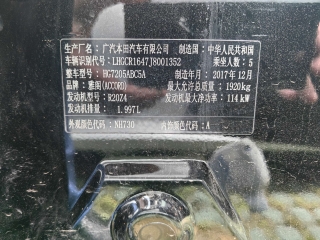 生产厂名：广汽本田汽车有限公司 制造国：中华人民共和国
车辆识别代号：LHGCR1647J8001352 乘坐人数：5
整车型号：HG7205ABC5A 制造年月：2017年12月
品牌：雅阁(ACCORD) 最大允许总质量：1920kg
发动机型号：R20Z4 发动机最大净功率：114kW
发动机排量：1.997L
外观颜色代号：NH730 内饰颜色代号：A